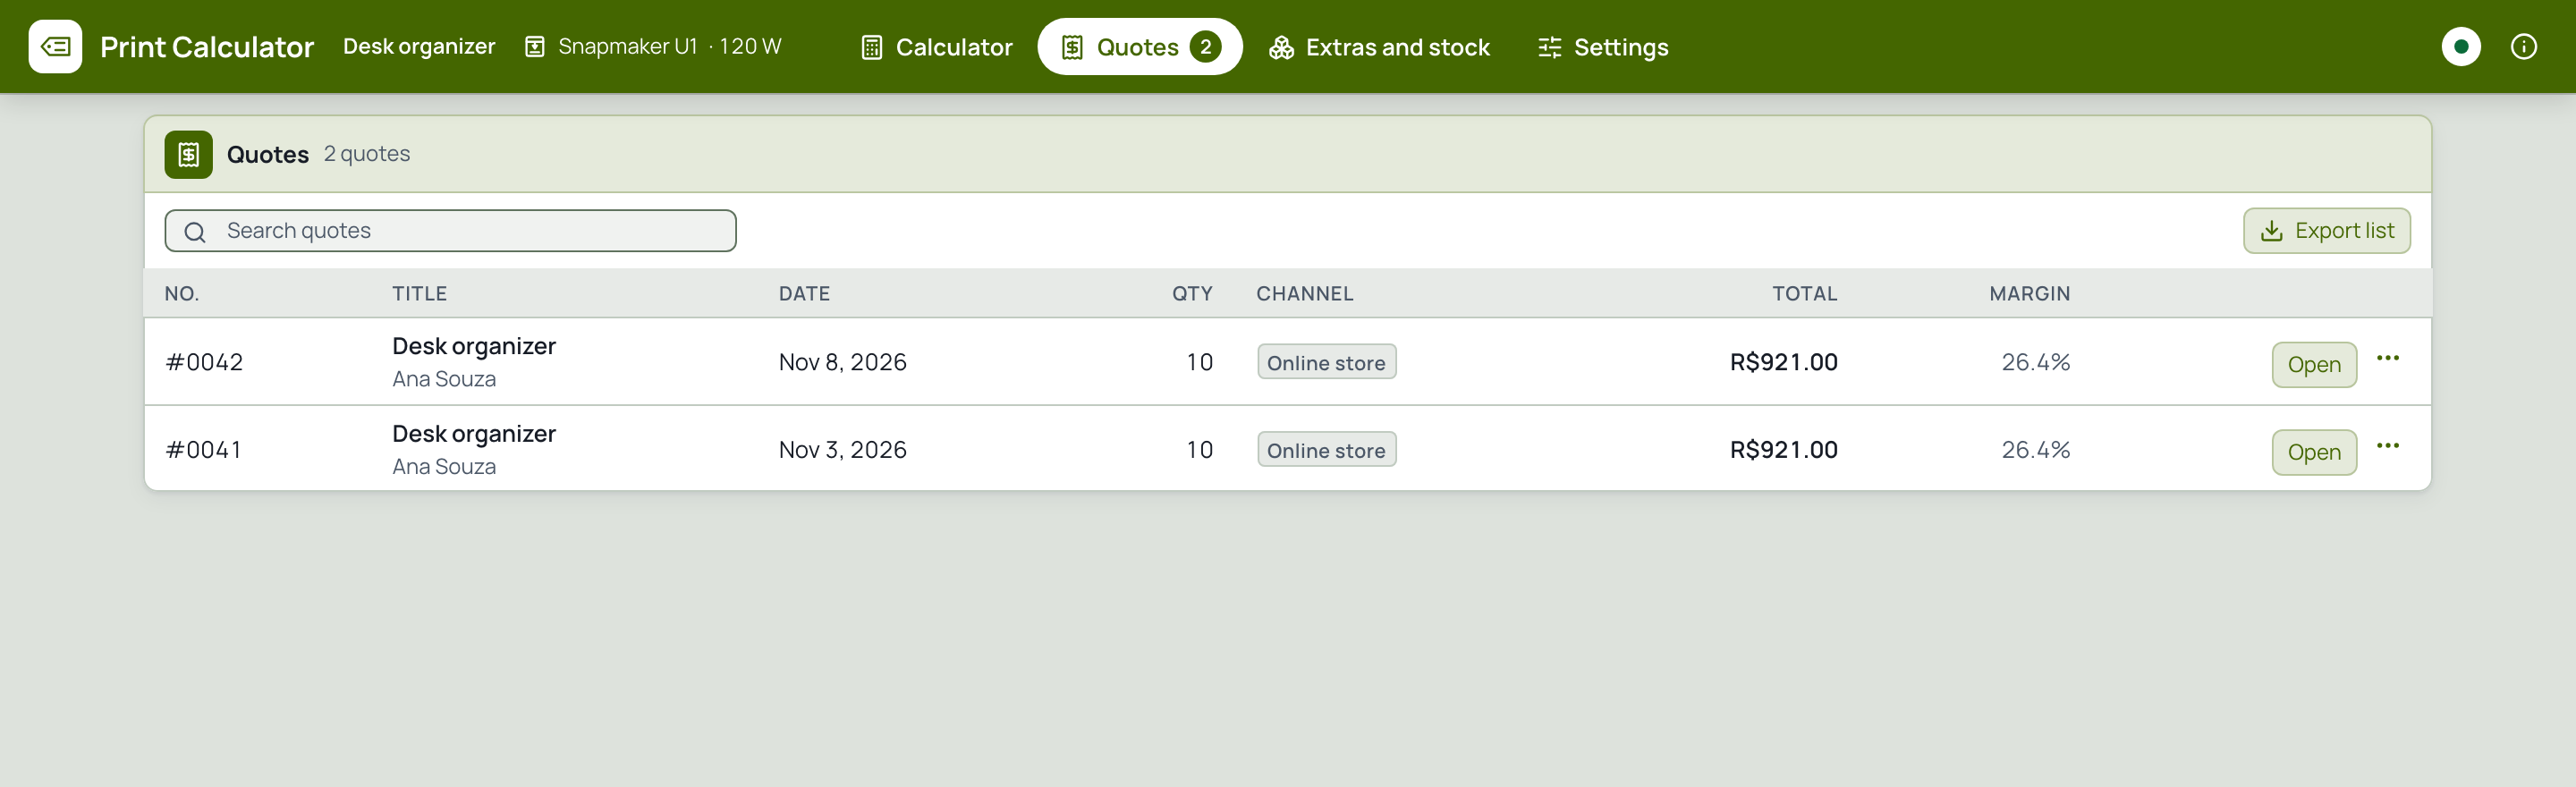 Print Calculator Desk organizer Snapmaker U1 · 120 W Calculator Quotes 2 Extras and stock Settings
Quotes 2 quotes
Search quotes Export list
NO. TITLE DATE QTY CHANNEL TOTAL MARGIN
#0042 Desk organizer Nov 8, 2026 10 Online store R$921.00 26.4% Open
Ana Souza
#0041 Desk organizer Nov 3, 2026 10 Online store R$921.00 26.4% Open
Ana Souza